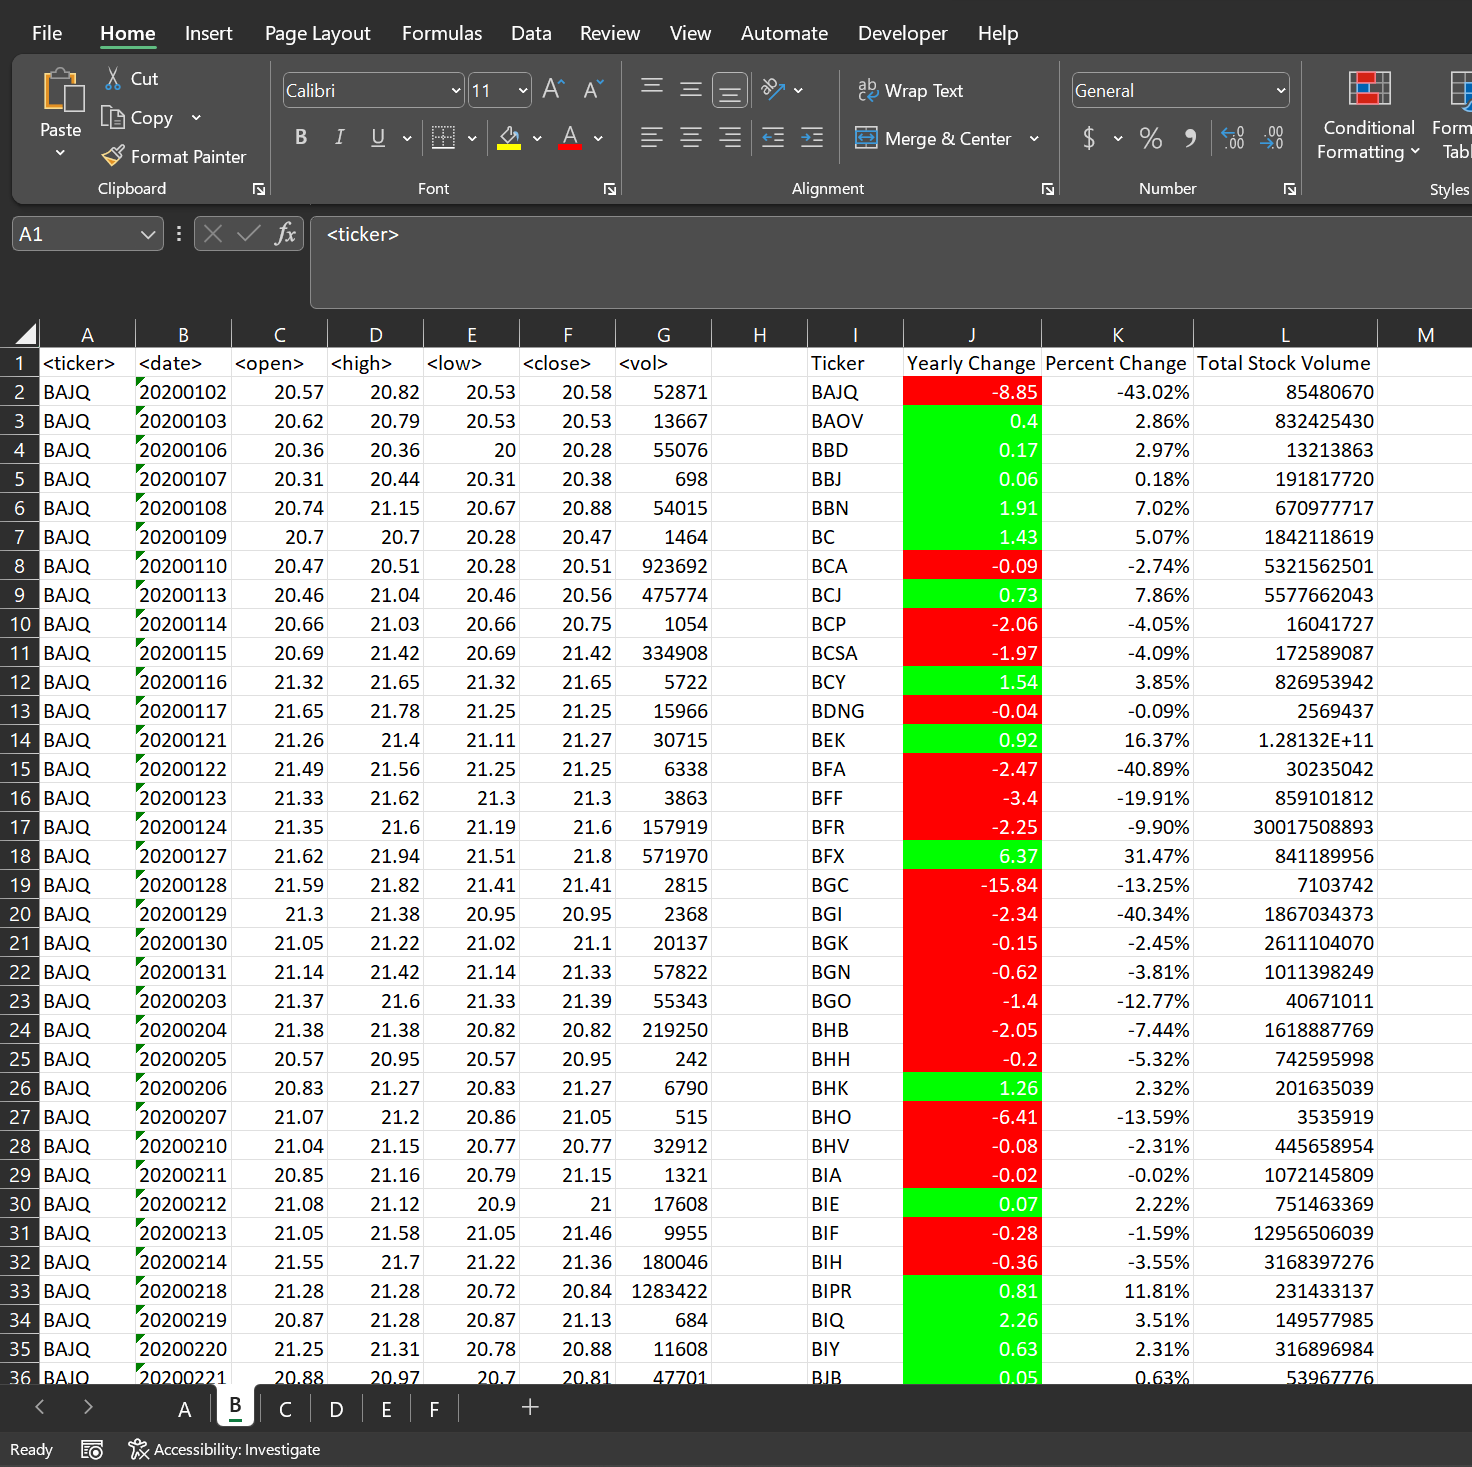 File Home Insert Page Layout Formulas Data Review View Automate Developer Help
Paste
Cut
Copy
Format Painter
Clipboard
Calibri 11
B I U
Font
Wrap Text
Merge & Center
Alignment
General
$ % 9
Number
Conditional Formatting
Form
Tabl
Styles
A1 fx <ticker>
A B C D E F G H I J K L M
1 <ticker> <date> <open> <high> <low> <close> <vol> Ticker Yearly Change Percent Change Total Stock Volume
2 BAJQ 20200102 20.57 20.82 20.53 20.58 52871 BAJQ -8.85 -43.02% 85480670
3 BAJQ 20200103 20.62 20.79 20.53 20.53 13667 BAOV 0.4 2.86% 832425430
4 BAJQ 20200106 20.36 20.36 20 20.28 55076 BBD 0.17 2.97% 13213863
5 BAJQ 20200107 20.31 20.44 20.31 20.38 698 BBJ 0.06 0.18% 191817720
6 BAJQ 20200108 20.74 21.15 20.67 20.88 54015 BBN 1.91 7.02% 670977717
7 BAJQ 20200109 20.7 20.7 20.28 20.47 1464 BC 1.43 5.07% 1842118619
8 BAJQ 20200110 20.47 20.51 20.28 20.51 923692 BCA -0.09 -2.74% 5321562501
9 BAJQ 20200113 20.46 21.04 20.46 20.56 475774 BCJ 0.73 7.86% 5577662043
10 BAJQ 20200114 20.66 21.03 20.66 20.75 1054 BCP -2.06 -4.05% 16041727
11 BAJQ 20200115 20.69 21.42 20.69 21.42 334908 BCSA -1.97 -4.09% 172589087
12 BAJQ 20200116 21.32 21.65 21.32 21.65 5722 BCY 1.54 3.85% 826953942
13 BAJQ 20200117 21.65 21.78 21.25 21.25 15966 BDNG -0.04 -0.09% 2569437
14 BAJQ 20200121 21.26 21.4 21.11 21.27 30715 BEK 0.92 16.37% 1.28132E+11
15 BAJQ 20200122 21.49 21.56 21.25 21.25 6338 BFA -2.47 -40.89% 30235042
16 BAJQ 20200123 21.33 21.62 21.3 21.3 3863 BFF -3.4 -19.91% 859101812
17 BAJQ 20200124 21.35 21.6 21.19 21.6 157919 BFR -2.25 -9.90% 30017508893
18 BAJQ 20200127 21.62 21.94 21.51 21.8 571970 BFX 6.37 31.47% 841189956
19 BAJQ 20200128 21.59 21.82 21.41 21.41 2815 BGC -15.84 -13.25% 7103742
20 BAJQ 20200129 21.3 21.38 20.95 20.95 2368 BGI -2.34 -40.34% 1867034373
21 BAJQ 20200130 21.05 21.22 21.02 21.1 20137 BGK -0.15 -2.45% 2611104070
22 BAJQ 20200131 21.14 21.42 21.14 21.33 57822 BGN -0.62 -3.81% 1011398249
23 BAJQ 20200203 21.37 21.6 21.33 21.39 55343 BGO -1.4 -12.77% 40671011
24 BAJQ 20200204 21.38 21.38 20.82 20.82 219250 BHB -2.05 -7.44% 1618887769
25 BAJQ 20200205 20.57 20.95 20.57 20.95 242 BHH -0.2 -5.32% 742595998
26 BAJQ 20200206 20.83 21.27 20.83 21.27 6790 BHK 1.26 2.32% 201635039
27 BAJQ 20200207 21.07 21.2 20.86 21.05 515 BHO -6.41 -13.59% 3535919
28 BAJQ 20200210 21.04 21.15 20.77 20.77 32912 BHV -0.08 -2.31% 445658954
29 BAJQ 20200211 20.85 21.16 20.79 21.15 1321 BIA -0.02 -0.02% 1072145809
30 BAJQ 20200212 21.08 21.12 20.9 21 17608 BIE 0.07 2.22% 751463369
31 BAJQ 20200213 21.05 21.58 21.05 21.46 9955 BIF -0.28 -1.59% 12956506039
32 BAJQ 20200214 21.55 21.7 21.22 21.36 180046 BIH -0.36 -3.55% 3168397276
33 BAJQ 20200218 21.28 21.28 20.72 20.84 1283422 BIPR 0.81 11.81% 231433137
34 BAJQ 20200219 20.87 21.28 20.87 21.13 684 BIQ 2.26 3.51% 149577985
35 BAJQ 20200220 21.25 21.31 20.78 20.88 11608 BIY 0.63 2.31% 316896984
36 BAJQ 20200221 20.88 20.97 20.7 20.81 47701 BJB 0.05 0.63% 53967776
A B C D E F +
Ready Accessibility: Investigate